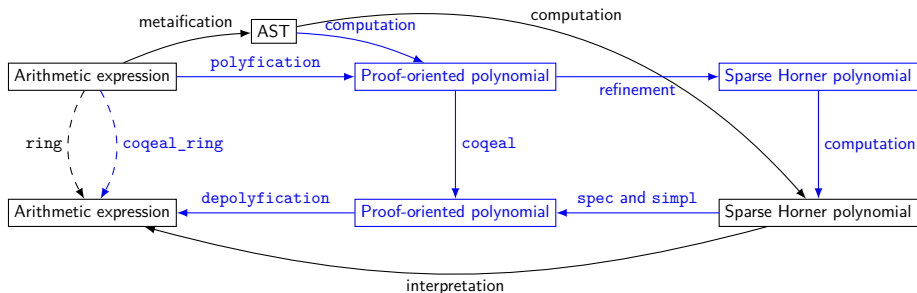 metaification
AST
computation
computation
Arithmetic expression
polyfication
Proof-oriented polynomial
refinement
Sparse Horner polynomial
ring
coqeal_ring
coqeal
computation
Arithmetic expression
depolyfication
Proof-oriented polynomial
spec and simpl
Sparse Horner polynomial
interpretation